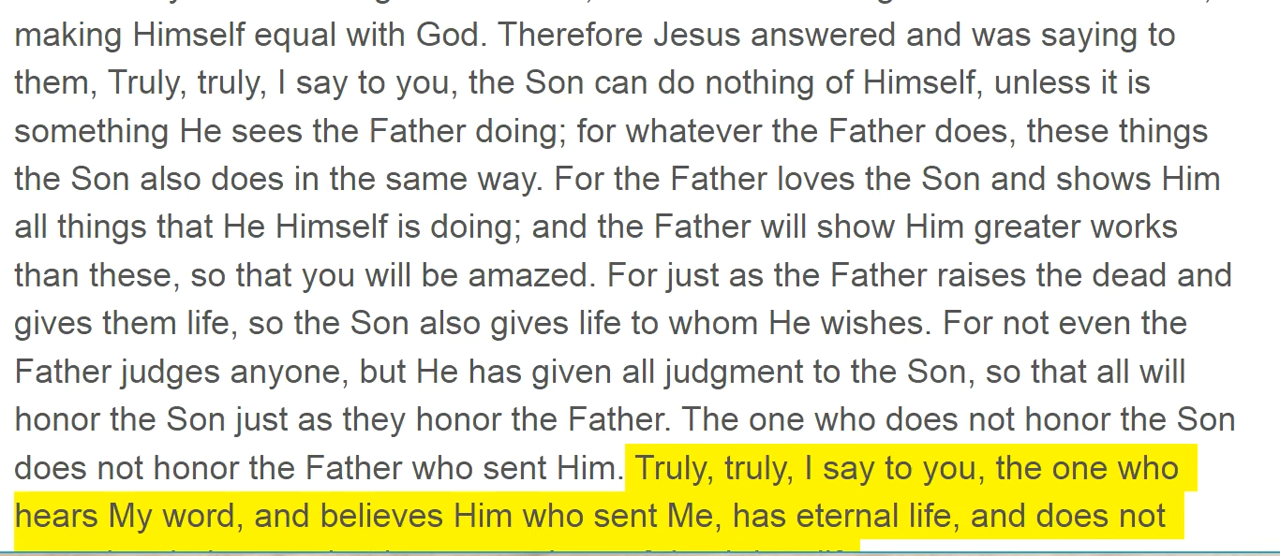 making Himself equal with God. Therefore Jesus answered and was saying to
them, Truly, truly, I say to you, the Son can do nothing of Himself, unless it is
something He sees the Father doing; for whatever the Father does, these things
the Son also does in the same way. For the Father loves the Son and shows Him
all things that He Himself is doing; and the Father will show Him greater works
than these, so that you will be amazed. For just as the Father raises the dead and
gives them life, so the Son also gives life to whom He wishes. For not even the
Father judges anyone, but He has given all judgment to the Son, so that all will
honor the Son just as they honor the Father. The one who does not honor the Son
does not honor the Father who sent Him. Truly, truly, I say to you, the one who
hears My word, and believes Him who sent Me, has eternal life, and does not